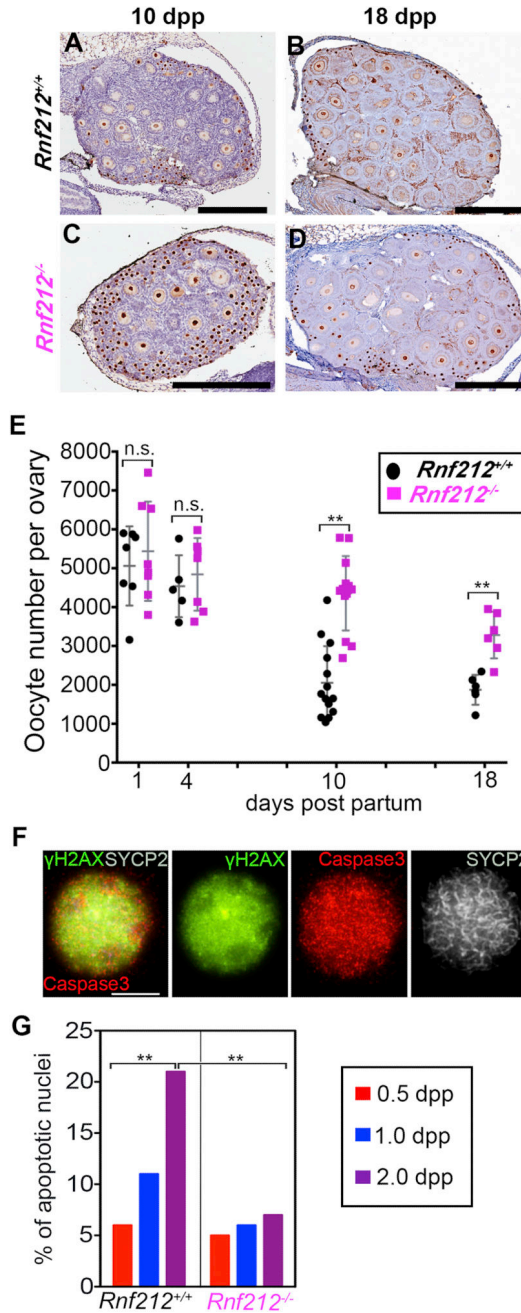 10 dpp 18 dpp
A B
Rnf212+/+
C D
Rnf212-/-
E
8000
7000
6000
5000
4000
3000
2000
1000
0
Oocyte number per ovary
n.s. n.s. ** **
Rnf212+/+
Rnf212-/-
1 4 10 18
days post partum
F
γH2AXSYCP2 γH2AX Caspase3 SYCP2
Caspase3
G
25
20
15
10
5
0
% of apoptotic nuclei
** **
Rnf212+/+ Rnf212-/-
0.5 dpp
1.0 dpp
2.0 dpp